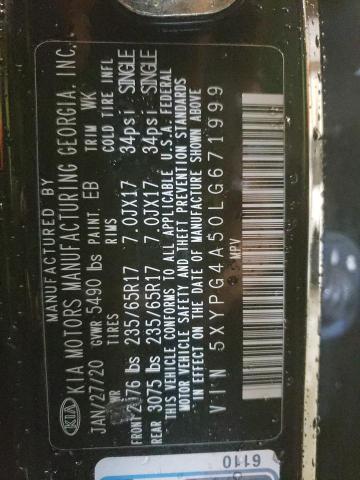 MANUFACTURED BY
KIA KIA MOTORS MANUFACTURING GEORGIA, INC.
JAN/27/20 GVWR 5490 lbs PAINT EB TRIM WK
TIRES RIMS COLD TIRE INFL
FRONT 235/65R17 7.0JX17 34psi SINGLE
REAR 3075 lbs 235/65R17 7.0JX17 34psi SINGLE
THIS VEHICLE CONFORMS TO ALL APPLICABLE U.S.A. FEDERAL
MOTOR VEHICLE SAFETY AND THEFT PREVENTION STANDARDS
IN EFFECT ON THE DATE OF MANUFACTURE SHOWN ABOVE
VIN 5XYPG4A50LG671999
MPV
6110